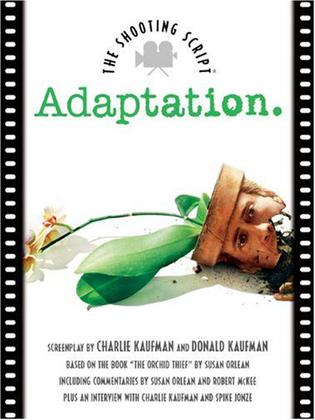 THE SHOOTING SCRIPT®
Adaptation.
SCREENPLAY BY CHARLIE KAUFMAN AND DONALD KAUFMAN
BASED ON THE BOOK "THE ORCHID THIEF" BY SUSAN ORLEAN
INCLUDING COMMENTARIES BY SUSAN ORLEAN AND ROBERT McKEE
PLUS AN INTERVIEW WITH CHARLIE KAUFMAN AND SPIKE JONZE